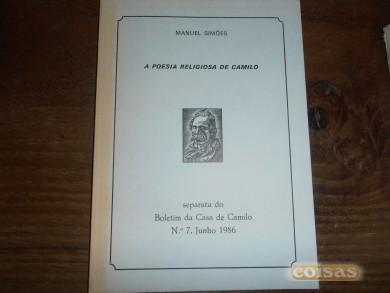 MANUEL SIMÕES
A POESIA RELIGIOSA DE CAMILO
separata do
Boletim da Casa de Camilo
N.º 7, Junho 1986
coisas